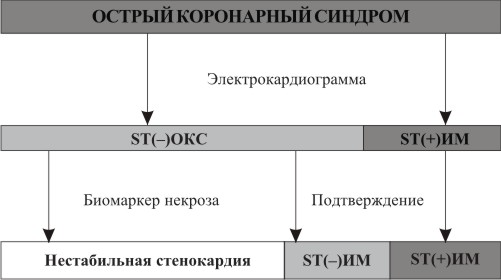 ОСТРЫЙ КОРОНАРНЫЙ СИНДРОМ
Электрокардиограмма
ST(–)ОКС ST(+)ИМ
Биомаркер некроза Подтверждение
Нестабильная стенокардия ST(–)ИМ ST(+)ИМ